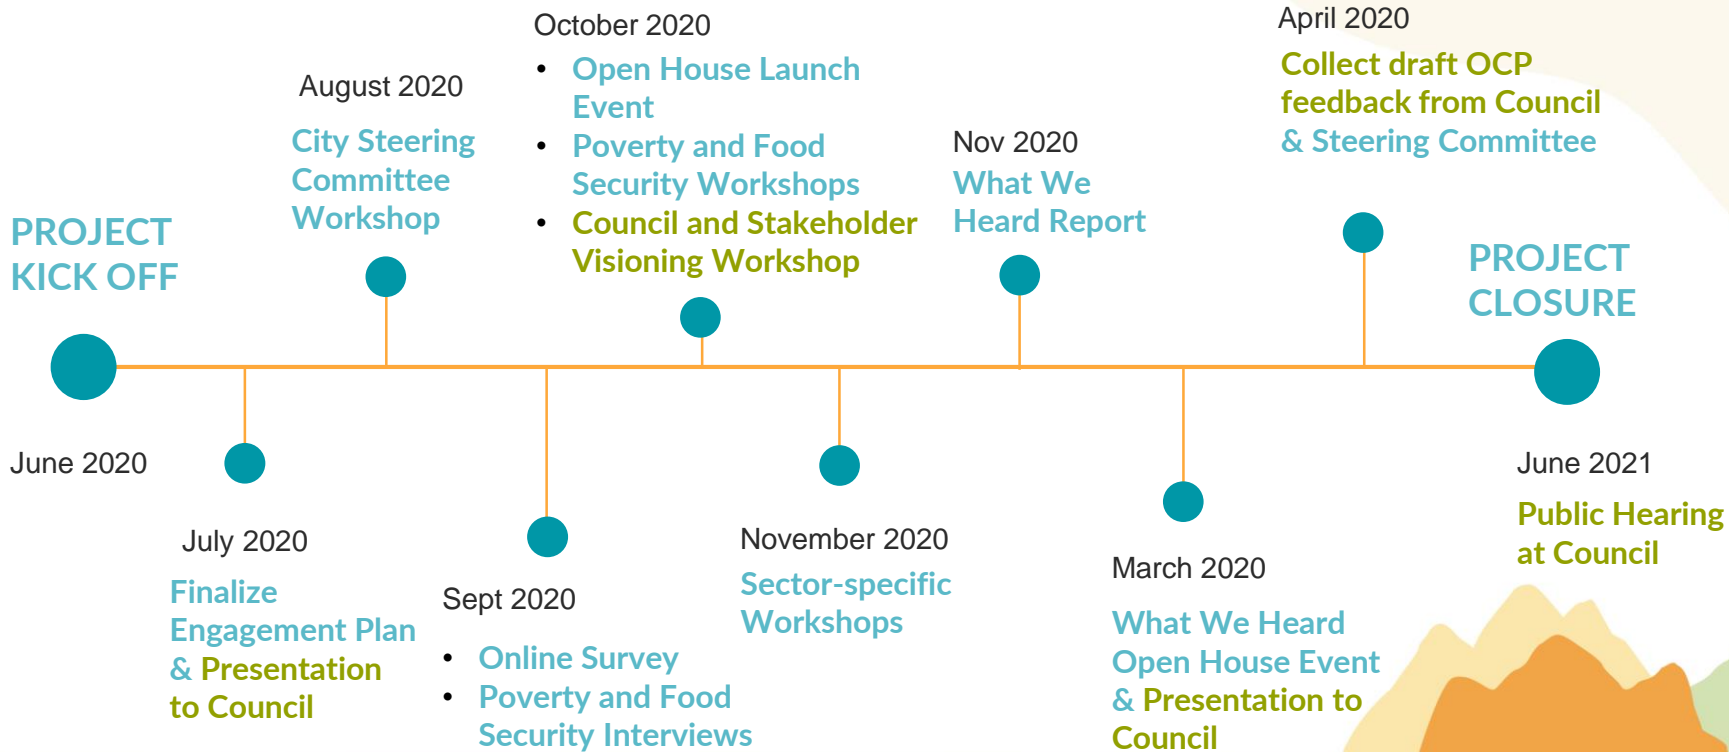 PROJECT
KICK OFF
June 2020
July 2020
Finalize
Engagement Plan
& Presentation
to Council
August 2020
City Steering
Committee
Workshop
Sept 2020
• Online Survey
• Poverty and Food
Security Interviews
October 2020
• Open House Launch
Event
• Poverty and Food
Security Workshops
• Council and Stakeholder
Visioning Workshop
November 2020
Sector-specific
Workshops
Nov 2020
What We
Heard Report
March 2020
What We Heard
Open House Event
& Presentation to
Council
April 2020
Collect draft OCP
feedback from Council
& Steering Committee
PROJECT
CLOSURE
June 2021
Public Hearing
at Council